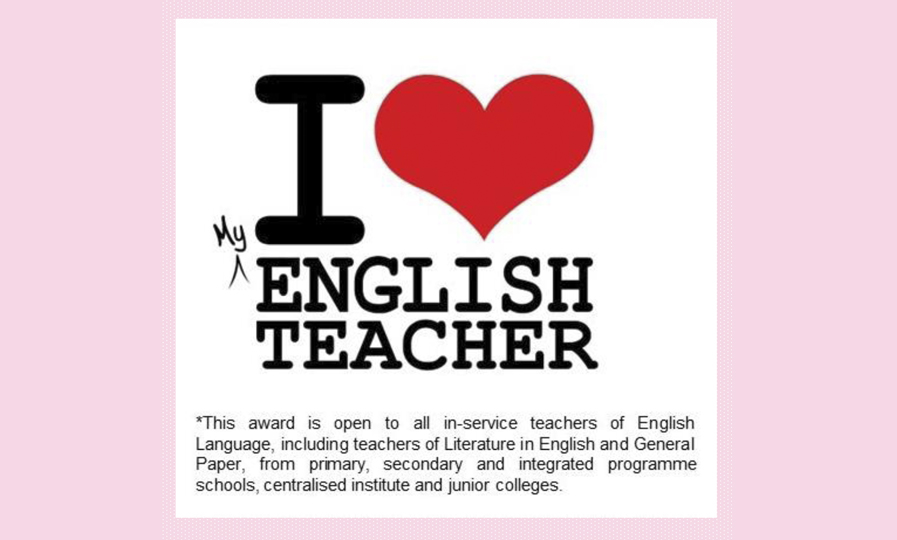 I
My
ENGLISH
TEACHER
*This award is open to all in-service teachers of English
Language, including teachers of Literature in English and General
Paper, from primary, secondary and integrated programme
schools, centralised institute and junior colleges.